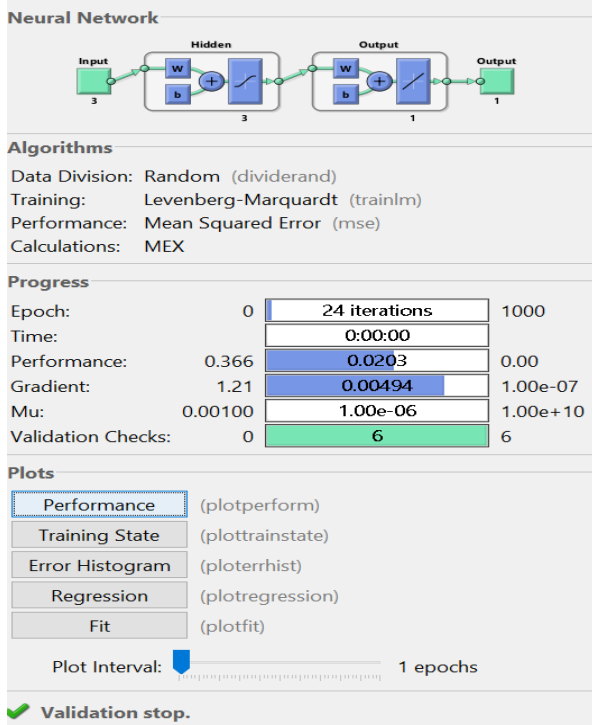 Neural Network
Hidden Output
Input Output
W W
b b
3 1
3 1
Algorithms
Data Division: Random (dividerand)
Training: Levenberg-Marquardt (trainlm)
Performance: Mean Squared Error (mse)
Calculations: MEX
Progress
Epoch: 0 24 iterations 1000
Time: 0:00:00
Performance: 0.366 0.0203 0.00
Gradient: 1.21 0.00494 1.00e-07
Mu: 0.00100 1.00e-06 1.00e+10
Validation Checks: 0 6 6
Plots
Performance (plotperform)
Training State (plottrainstate)
Error Histogram (ploterrhist)
Regression (plotregression)
Fit (plotfit)
Plot Interval: 1 epochs
Validation stop.